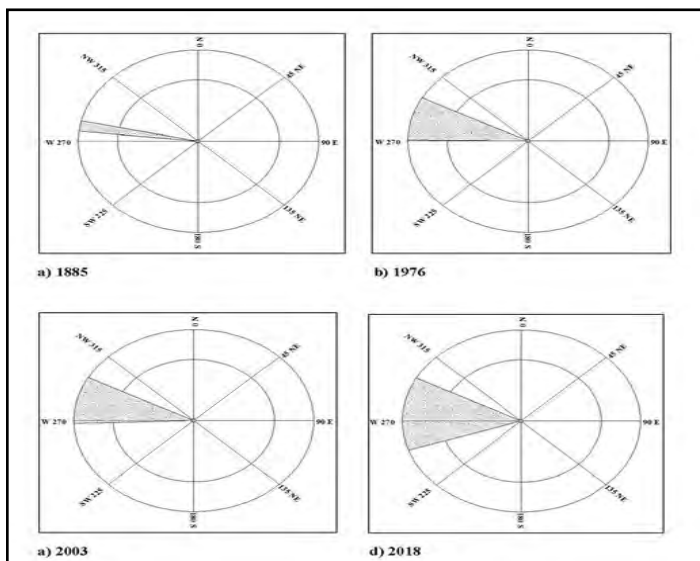 N 0
NW 315
45 NE
W 270
90 E
SW 225
135 NE
180 S
a) 1885
N 0
NW 315
45 NE
W 270
90 E
SW 225
135 NE
180 S
b) 1976
N 0
NW 315
45 NE
W 270
90 E
SW 225
135 NE
180 S
a) 2003
N 0
NW 315
45 NE
W 270
90 E
SW 225
135 NE
180 S
d) 2018